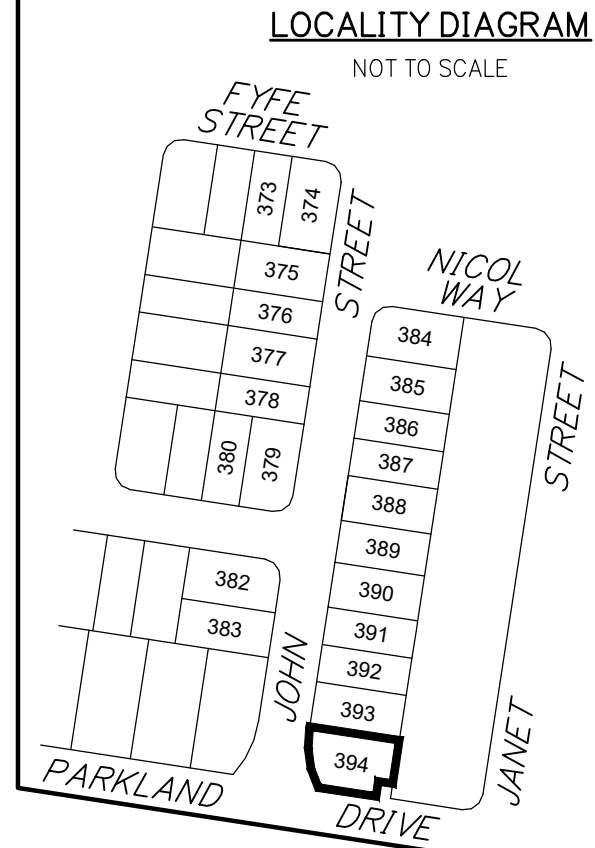 LOCALITY DIAGRAM
NOT TO SCALE
FYFE
STREET
373
374
375
376
377
378
380
379
STREET
NICOL
WAY
384
385
386
387
388
389
390
391
392
393
394
STREET
382
383
JOHN
JANET
PARKLAND
DRIVE